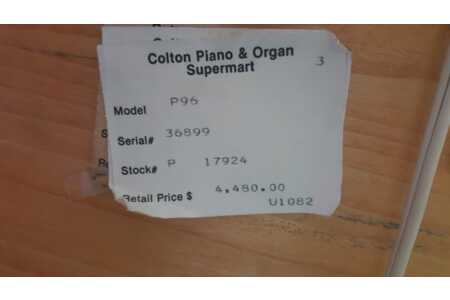 Colton Piano & Organ
Supermart 3
Model P96
Serial# 36899
Stock# P 17924
Retail Price $ 4,480.00
U1082